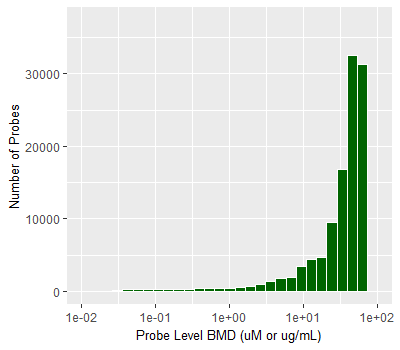 Number of Probes
30000
20000
10000
0
1e-02 1e-01 1e+00 1e+01 1e+02
Probe Level BMD (uM or ug/mL)